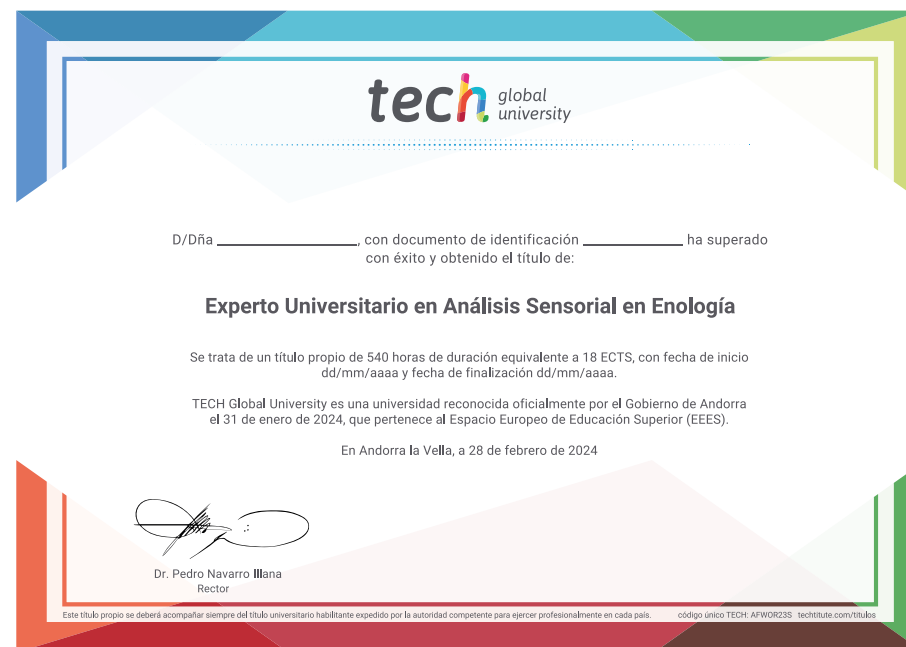 tech global university
D/Dña ____________________, con documento de identificación ______________ ha superado
con éxito y obtenido el título de:
Experto Universitario en Análisis Sensorial en Enología
Se trata de un título propio de 540 horas de duración equivalente a 18 ECTS, con fecha de inicio
dd/mm/aaaa y fecha de finalización dd/mm/aaaa.
TECH Global University es una universidad reconocida oficialmente por el Gobierno de Andorra
el 31 de enero de 2024, que pertenece al Espacio Europeo de Educación Superior (EEES).
En Andorra la Vella, a 28 de febrero de 2024
Dr. Pedro Navarro Illana
Rector
Este título propio se deberá acompañar siempre del título universitario habilitante expedido por la autoridad competente para ejercer profesionalmente en cada país. código único TECH: AFWOR23S techtitute.com/titulos